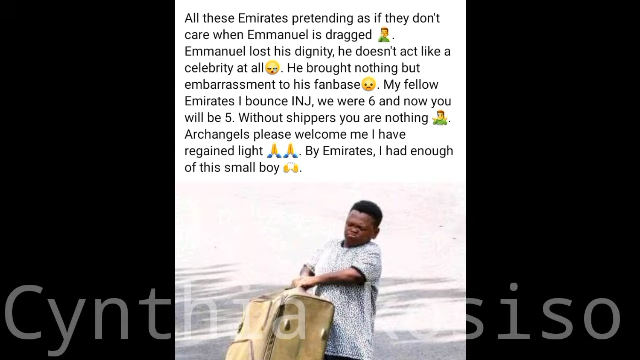 All these Emirates pretending as if they don't
care when Emmanuel is dragged 🤦‍♂️.
Emmanuel lost his dignity, he doesn't act like a
celebrity at all😪. He brought nothing but
embarrassment to his fanbase😠. My fellow
Emirates I bounce INJ, we were 6 and now you
will be 5. Without shippers you are nothing 🤷‍♂️.
Archangels please welcome me I have
regained light 🙏🙏. By Emirates, I had enough
of this small boy 🙌.
Cynthia Kosiso